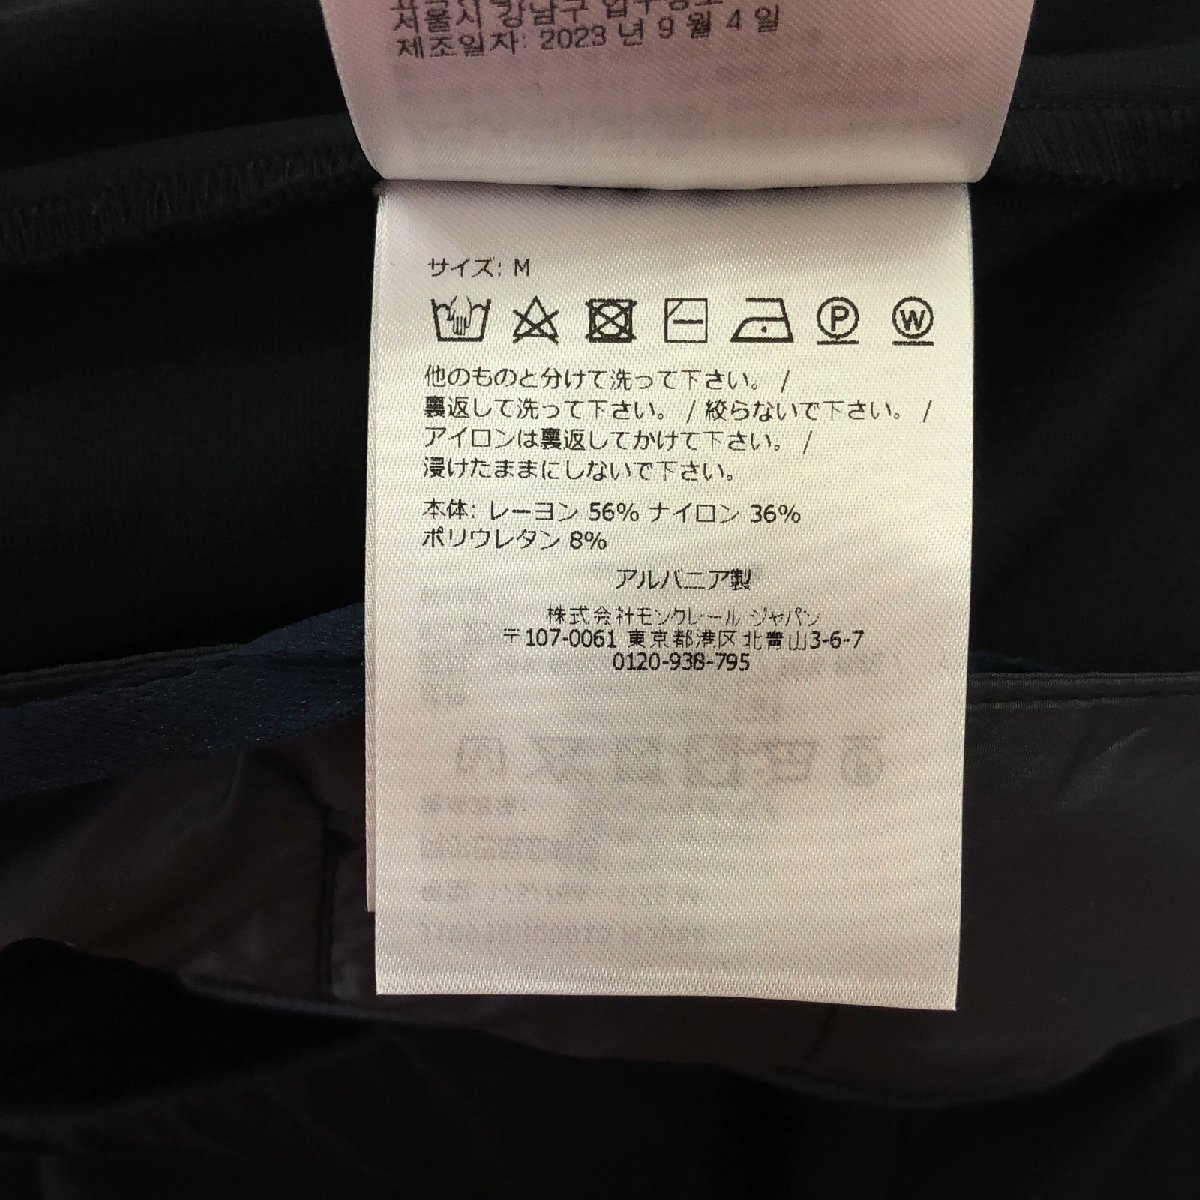 서울시 강남구
제조일자: 2023 년 9 월 4 일
サイズ: M
P W
他のものと分けて洗って下さい。 /
裏返して洗って下さい。 / 絞らないで下さい。 /
アイロンは裏返してかけて下さい。 /
浸けたままにしないで下さい。
本体: レーヨン 56% ナイロン 36%
ポリウレタン 8%
アルバニア製
株式会社モンクレール ジャパン
〒107-0061 東京都港区北青山3-6-7
0120-938-795